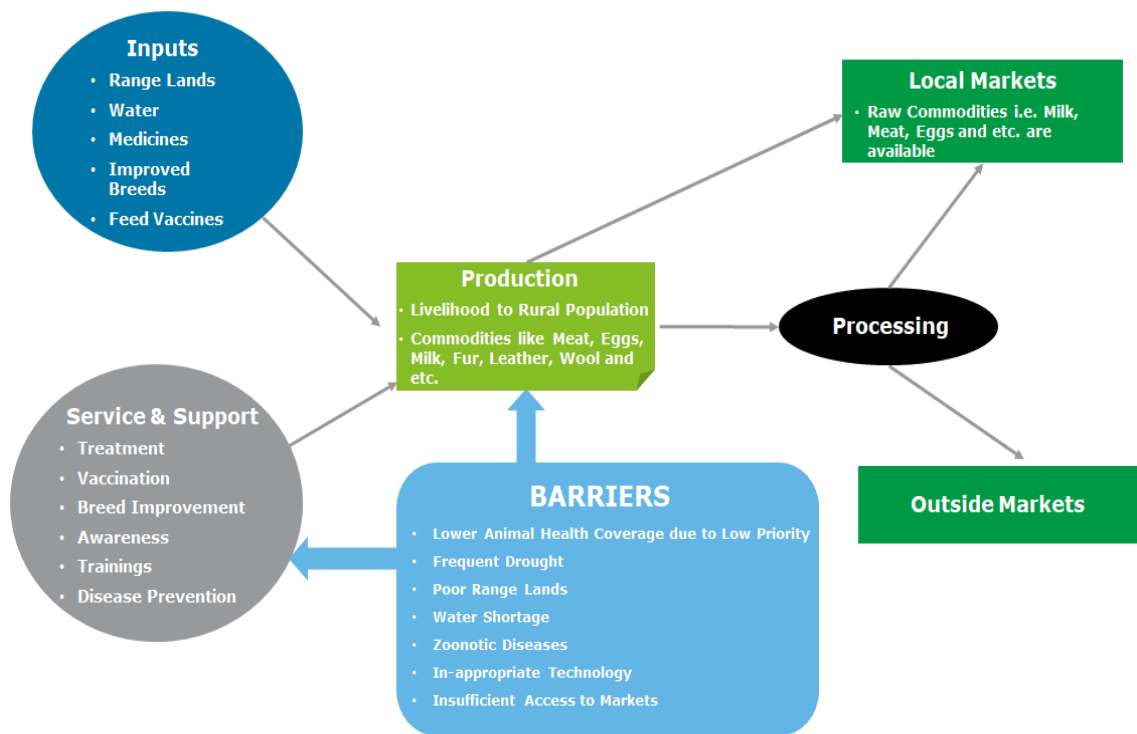 Inputs
• Range Lands
• Water
• Medicines
• Improved
Breeds
• Feed Vaccines
Local Markets
• Raw Commodities i.e. Milk,
Meat, Eggs and etc. are
available
Production
• Livelihood to Rural Population
• Commodities like Meat, Eggs,
Milk, Fur, Leather, Wool and
etc.
Processing
Service & Support
• Treatment
• Vaccination
• Breed Improvement
• Awareness
• Trainings
• Disease Prevention
BARRIERS
• Lower Animal Health Coverage due to Low Priority
• Frequent Drought
• Poor Range Lands
• Water Shortage
• Zoonotic Diseases
• In-appropriate Technology
• Insufficient Access to Markets
Outside Markets